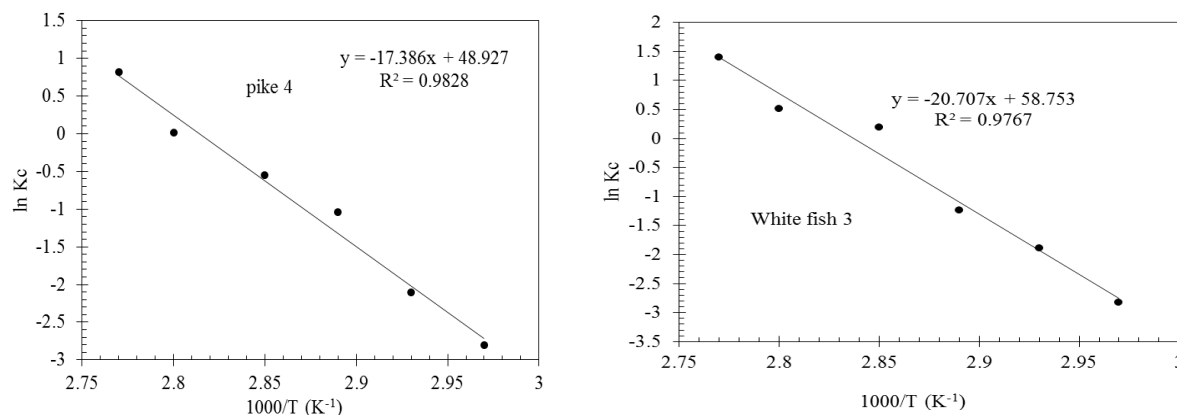 1.5
1
0.5
0
-0.5
-1
-1.5
-2
-2.5
-3
ln Kc
pike 4
y = -17.386x + 48.927
R² = 0.9828
2.75 2.8 2.85 2.9 2.95 3
1000/T (K⁻¹)
2
1.5
1
0.5
0
-0.5
-1
-1.5
-2
-2.5
-3
-3.5
ln Kc
y = -20.707x + 58.753
R² = 0.9767
White fish 3
2.75 2.8 2.85 2.9 2.95 3
1000/T (K⁻¹)